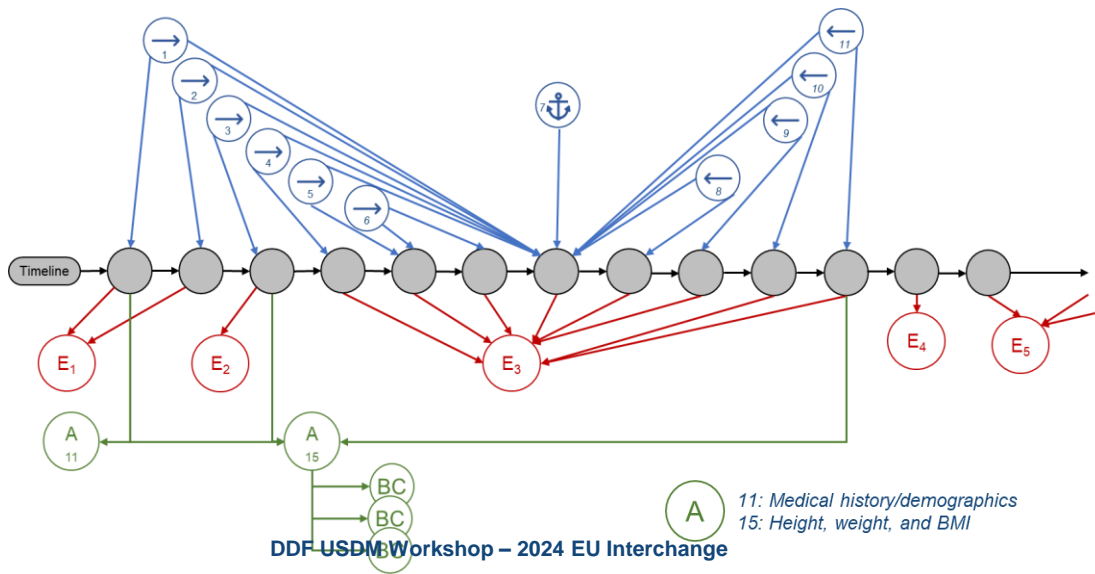 1
11
2
10
7
3
9
4
5
8
6
Timeline
E1
E2
E3
E4
E5
A
11
A
15
BC
BC
BC
A
11: Medical history/demographics
15: Height, weight, and BMI
DDF USDM Workshop – 2024 EU Interchange